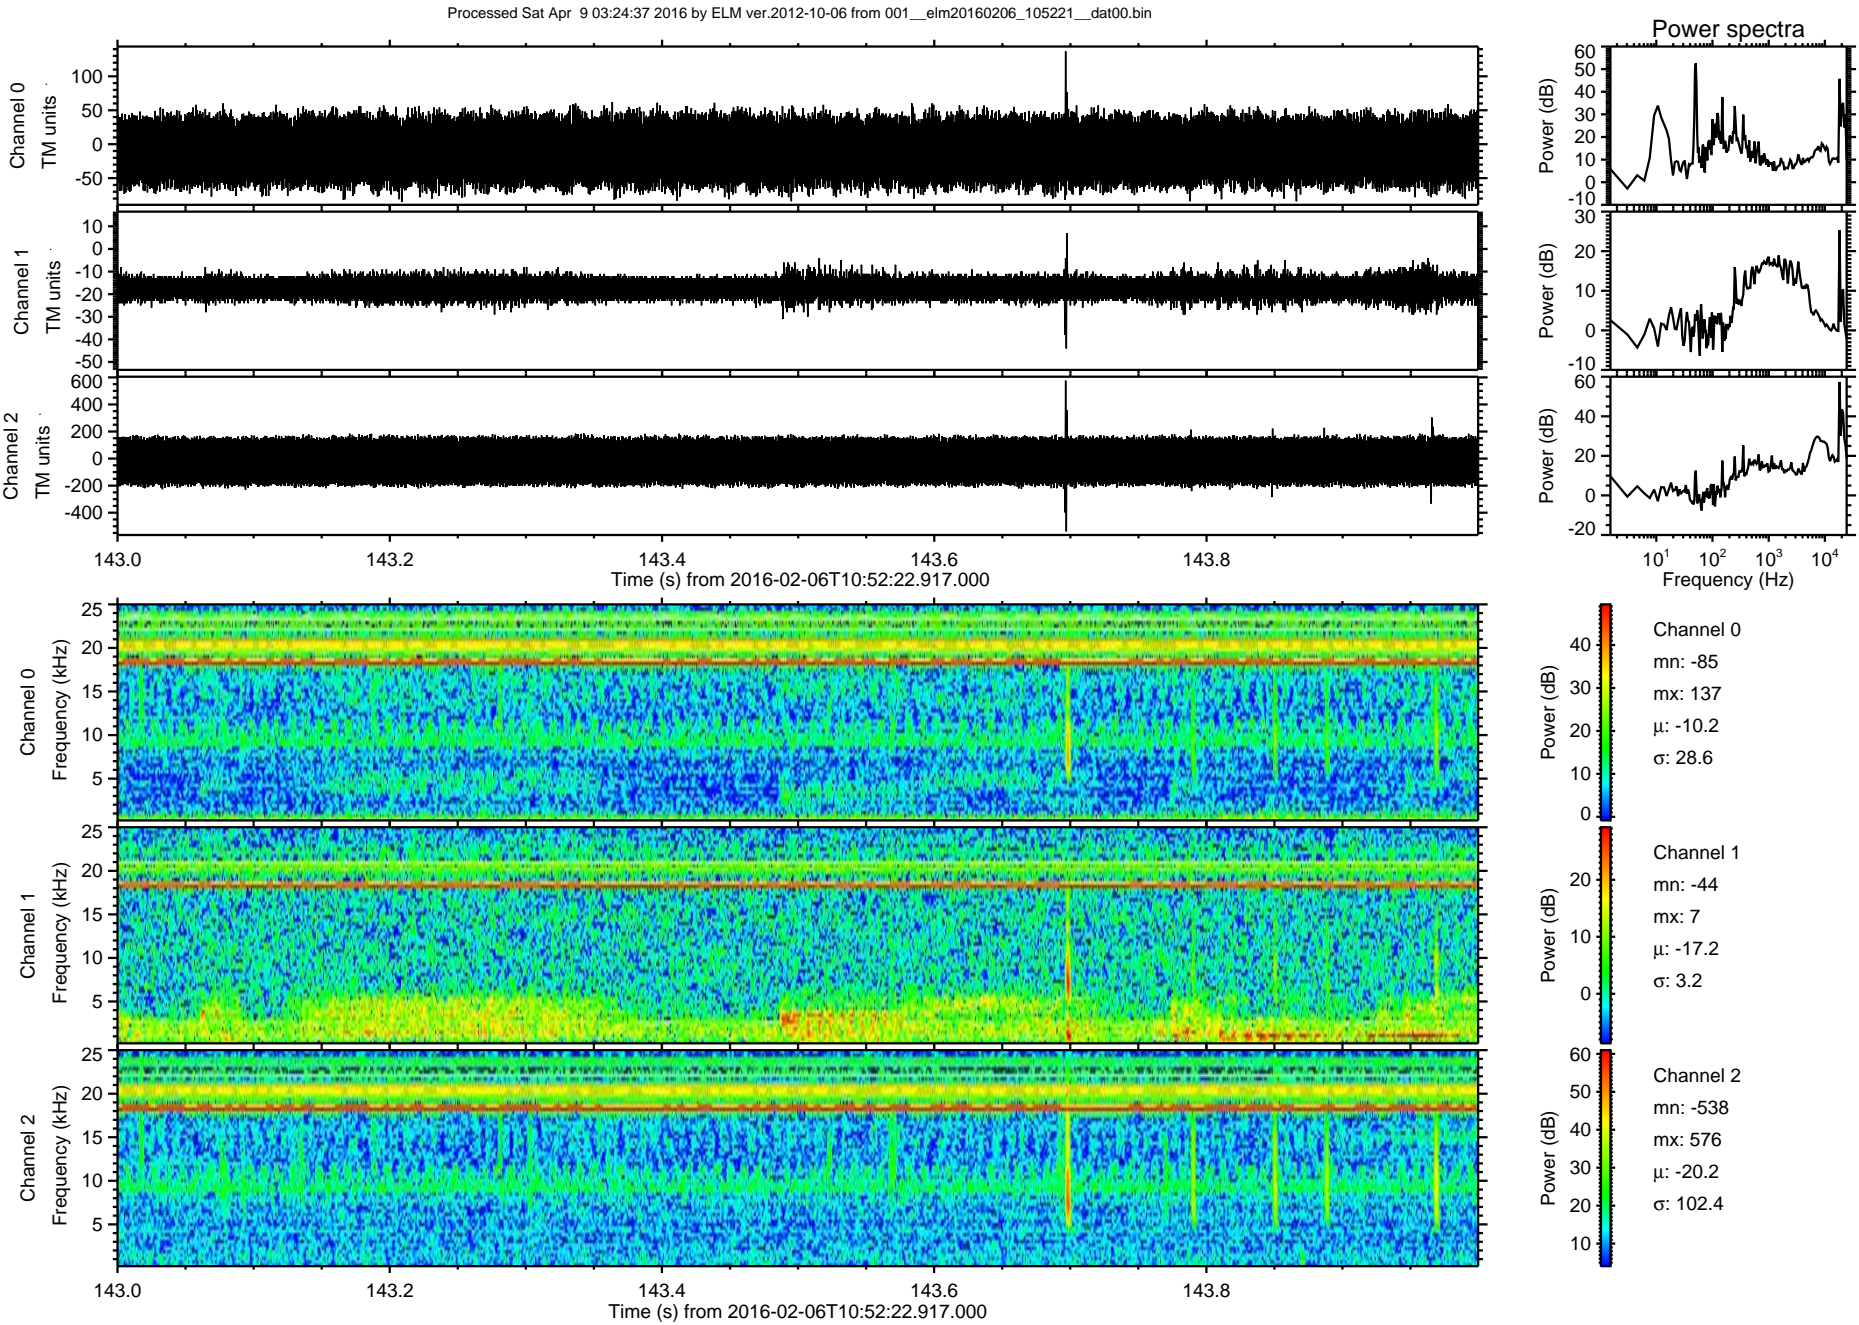 Processed Sat Apr  9 03:24:37 2016 by ELM ver.2012-10-06 from 001__elm20160206_105221__dat00.bin
Power spectra
Channel 0
TM units
100
50
0
-50
Power (dB)
60
50
40
30
20
10
0
-10
Channel 1
TM units
10
0
-10
-20
-30
-40
-50
Power (dB)
30
20
10
0
-10
Channel 2
TM units
600
400
200
0
-200
-400
Power (dB)
60
40
20
0
-20
143.0 143.2 143.4 143.6 143.8
Time (s) from 2016-02-06T10:52:22.917.000
10^1 10^2 10^3 10^4
Frequency (Hz)
Channel 0
Frequency (kHz)
25
20
15
10
5
Power (dB)
40
30
20
10
0
Channel 0
mn: -85
mx: 137
μ: -10.2
σ: 28.6
Channel 1
Frequency (kHz)
25
20
15
10
5
Power (dB)
20
10
0
Channel 1
mn: -44
mx: 7
μ: -17.2
σ: 3.2
Channel 2
Frequency (kHz)
25
20
15
10
5
Power (dB)
60
50
40
30
20
10
Channel 2
mn: -538
mx: 576
μ: -20.2
σ: 102.4
143.0 143.2 143.4 143.6 143.8
Time (s) from 2016-02-06T10:52:22.917.000